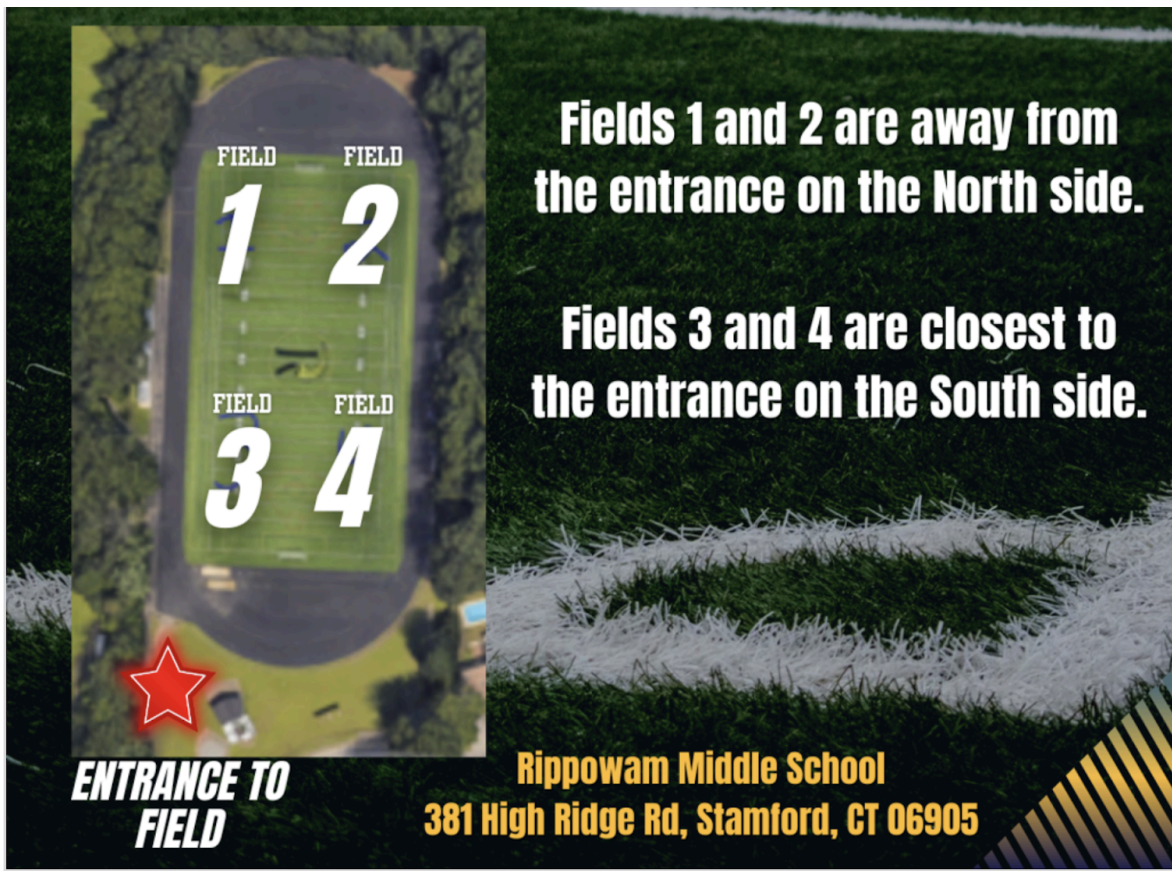 FIELD
1
FIELD
2
FIELD
3
FIELD
4
ENTRANCE TO
FIELD
Fields 1 and 2 are away from
the entrance on the North side.
Fields 3 and 4 are closest to
the entrance on the South side.
Rippowam Middle School
381 High Ridge Rd, Stamford, CT 06905